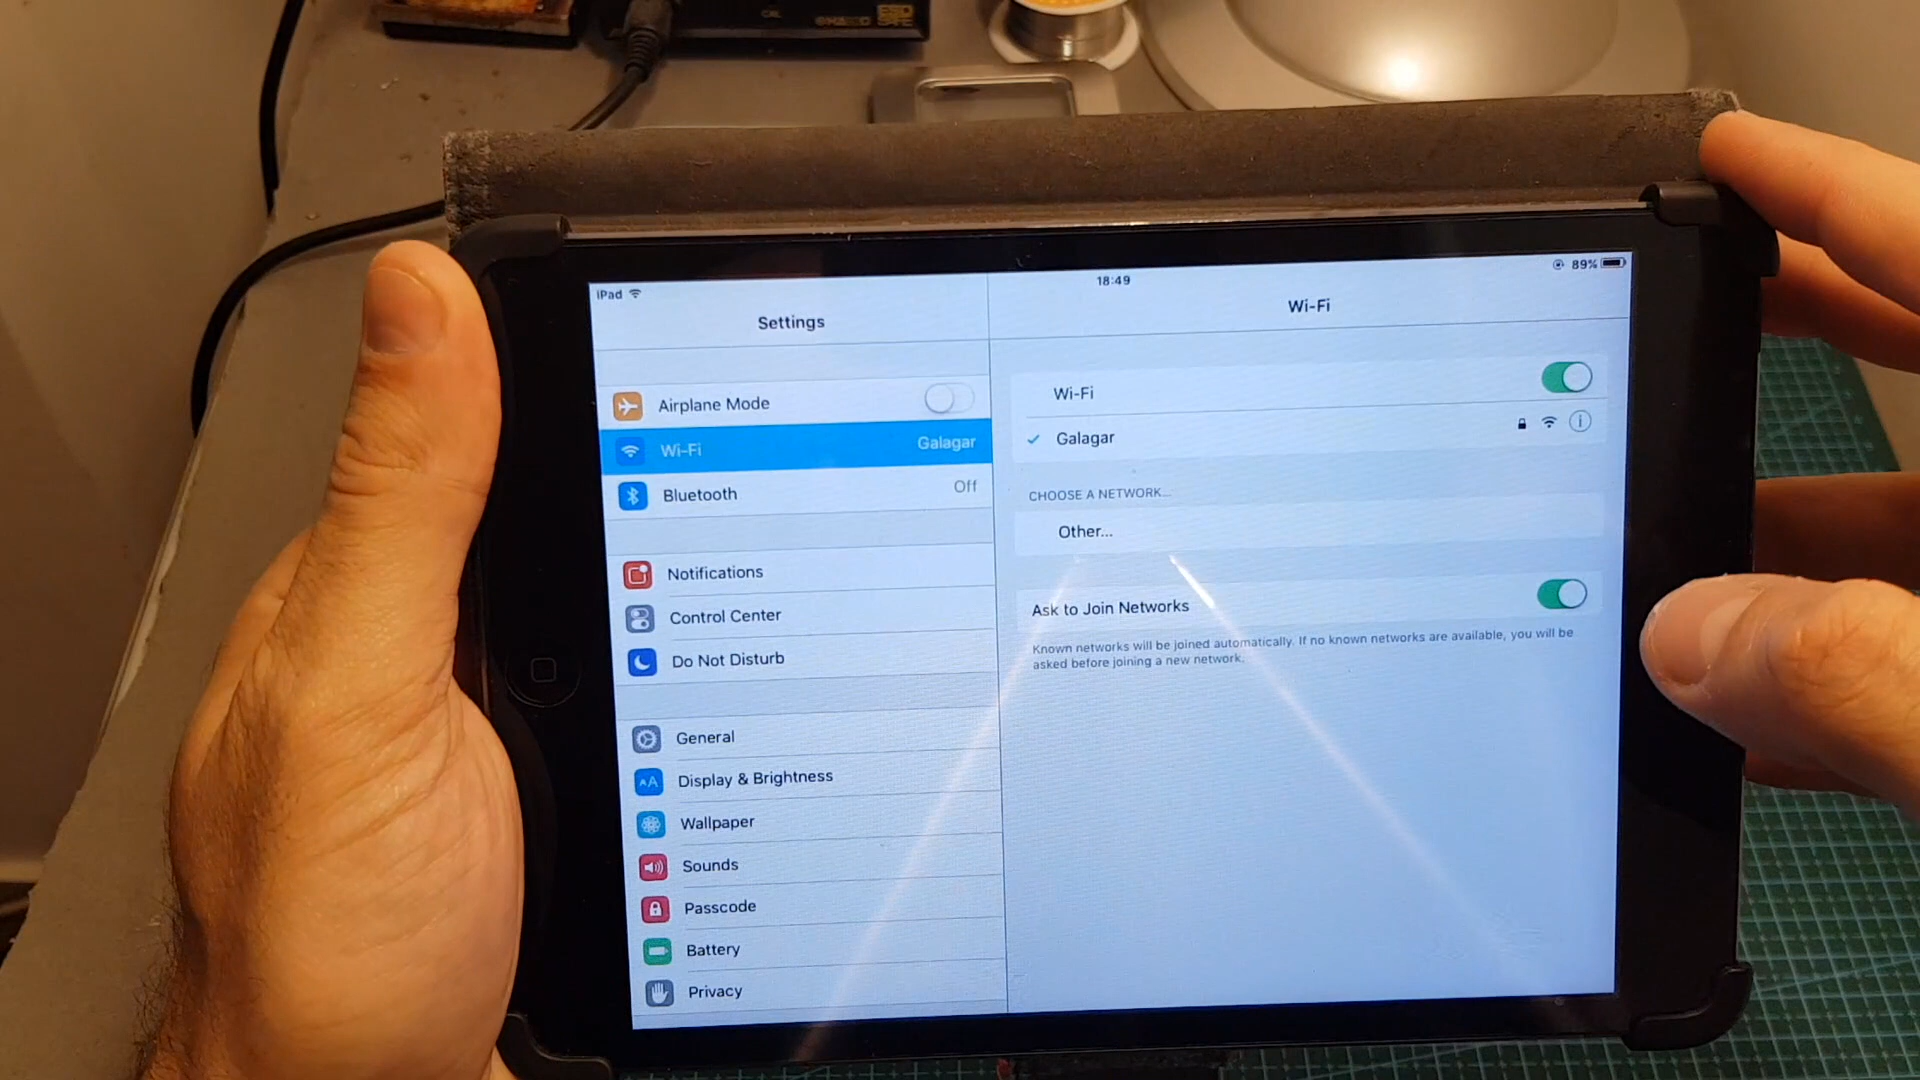 ESD
SAFE
iPad
18:49
89%
Settings
Wi-Fi
Airplane Mode
Wi-Fi Galagar
Bluetooth Off
Notifications
Control Center
Do Not Disturb
General
AA Display & Brightness
Wallpaper
Sounds
Passcode
Battery
Privacy
Wi-Fi
Galagar
CHOOSE A NETWORK...
Other...
Ask to Join Networks
Known networks will be joined automatically. If no known networks are available, you will be
asked before joining a new network.